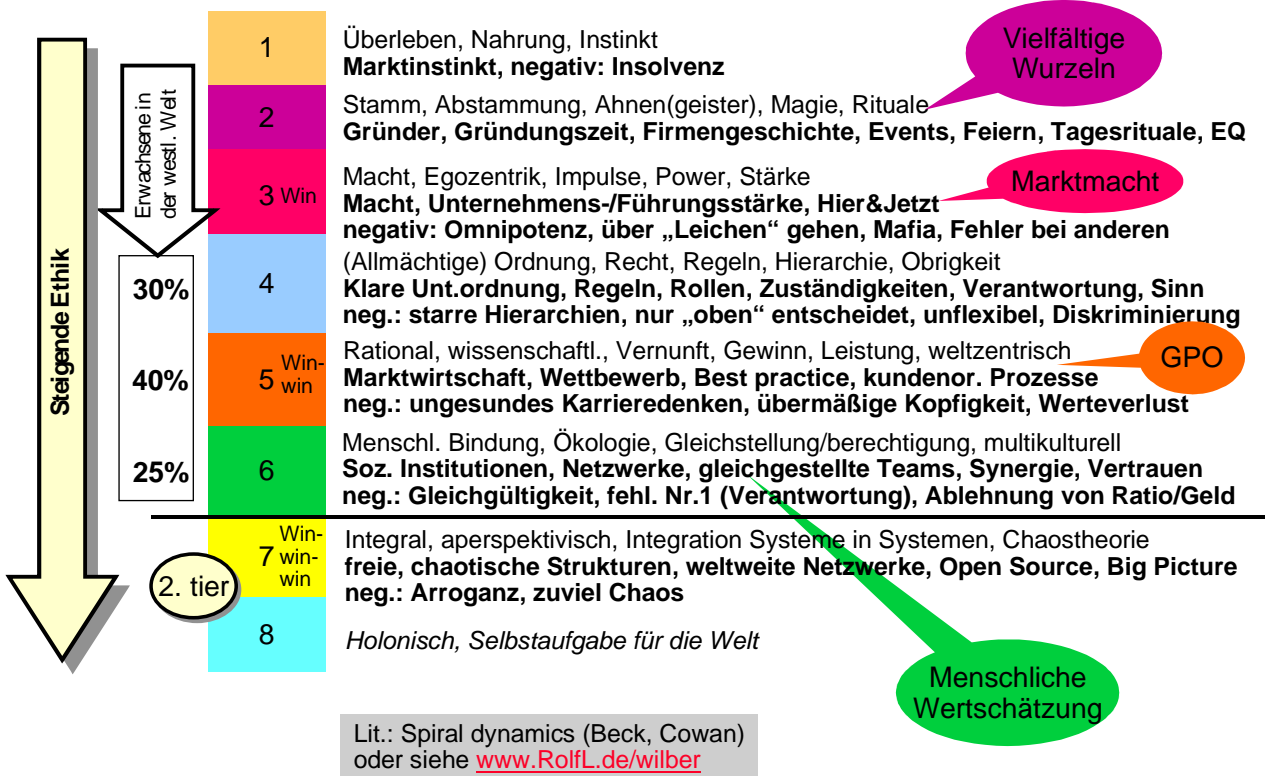 Steigende Ethik
Erwachsene in
der westl. Welt
1
Überleben, Nahrung, Instinkt
Marktinstinkt, negativ: Insolvenz
Vielfältige
Wurzeln
2
Stamm, Abstammung, Ahnen(geister), Magie, Rituale
Gründer, Gründungszeit, Firmengeschichte, Events, Feiern, Tagesrituale, EQ
3 Win
Macht, Egozentrik, Impulse, Power, Stärke
Macht, Unternehmens-/Führungsstärke, Hier&Jetzt
negativ: Omnipotenz, über „Leichen“ gehen, Mafia, Fehler bei anderen
Marktmacht
30%
4
(Allmächtige) Ordnung, Recht, Regeln, Hierarchie, Obrigkeit
Klare Unt.ordnung, Regeln, Rollen, Zuständigkeiten, Verantwortung, Sinn
neg.: starre Hierarchien, nur „oben“ entscheidet, unflexibel, Diskriminierung
40%
5 Win-
win
Rational, wissenschaftl., Vernunft, Gewinn, Leistung, weltzentrisch
Marktwirtschaft, Wettbewerb, Best practice, kundenor. Prozesse
neg.: ungesundes Karrieredenken, übermäßige Kopfigkeit, Werteverlust
GPO
25%
6
Menschl. Bindung, Ökologie, Gleichstellung/berechtigung, multikulturell
Soz. Institutionen, Netzwerke, gleichgestellte Teams, Synergie, Vertrauen
neg.: Gleichgültigkeit, fehl. Nr.1 (Verantwortung), Ablehnung von Ratio/Geld
2. tier
Win-
7 win-
win
Integral, aperspektivisch, Integration Systeme in Systemen, Chaostheorie
freie, chaotische Strukturen, weltweite Netzwerke, Open Source, Big Picture
neg.: Arroganz, zuviel Chaos
8
Holonisch, Selbstaufgabe für die Welt
Menschliche
Wertschätzung
Lit.: Spiral dynamics (Beck, Cowan)
oder siehe www.RolfL.de/wilber